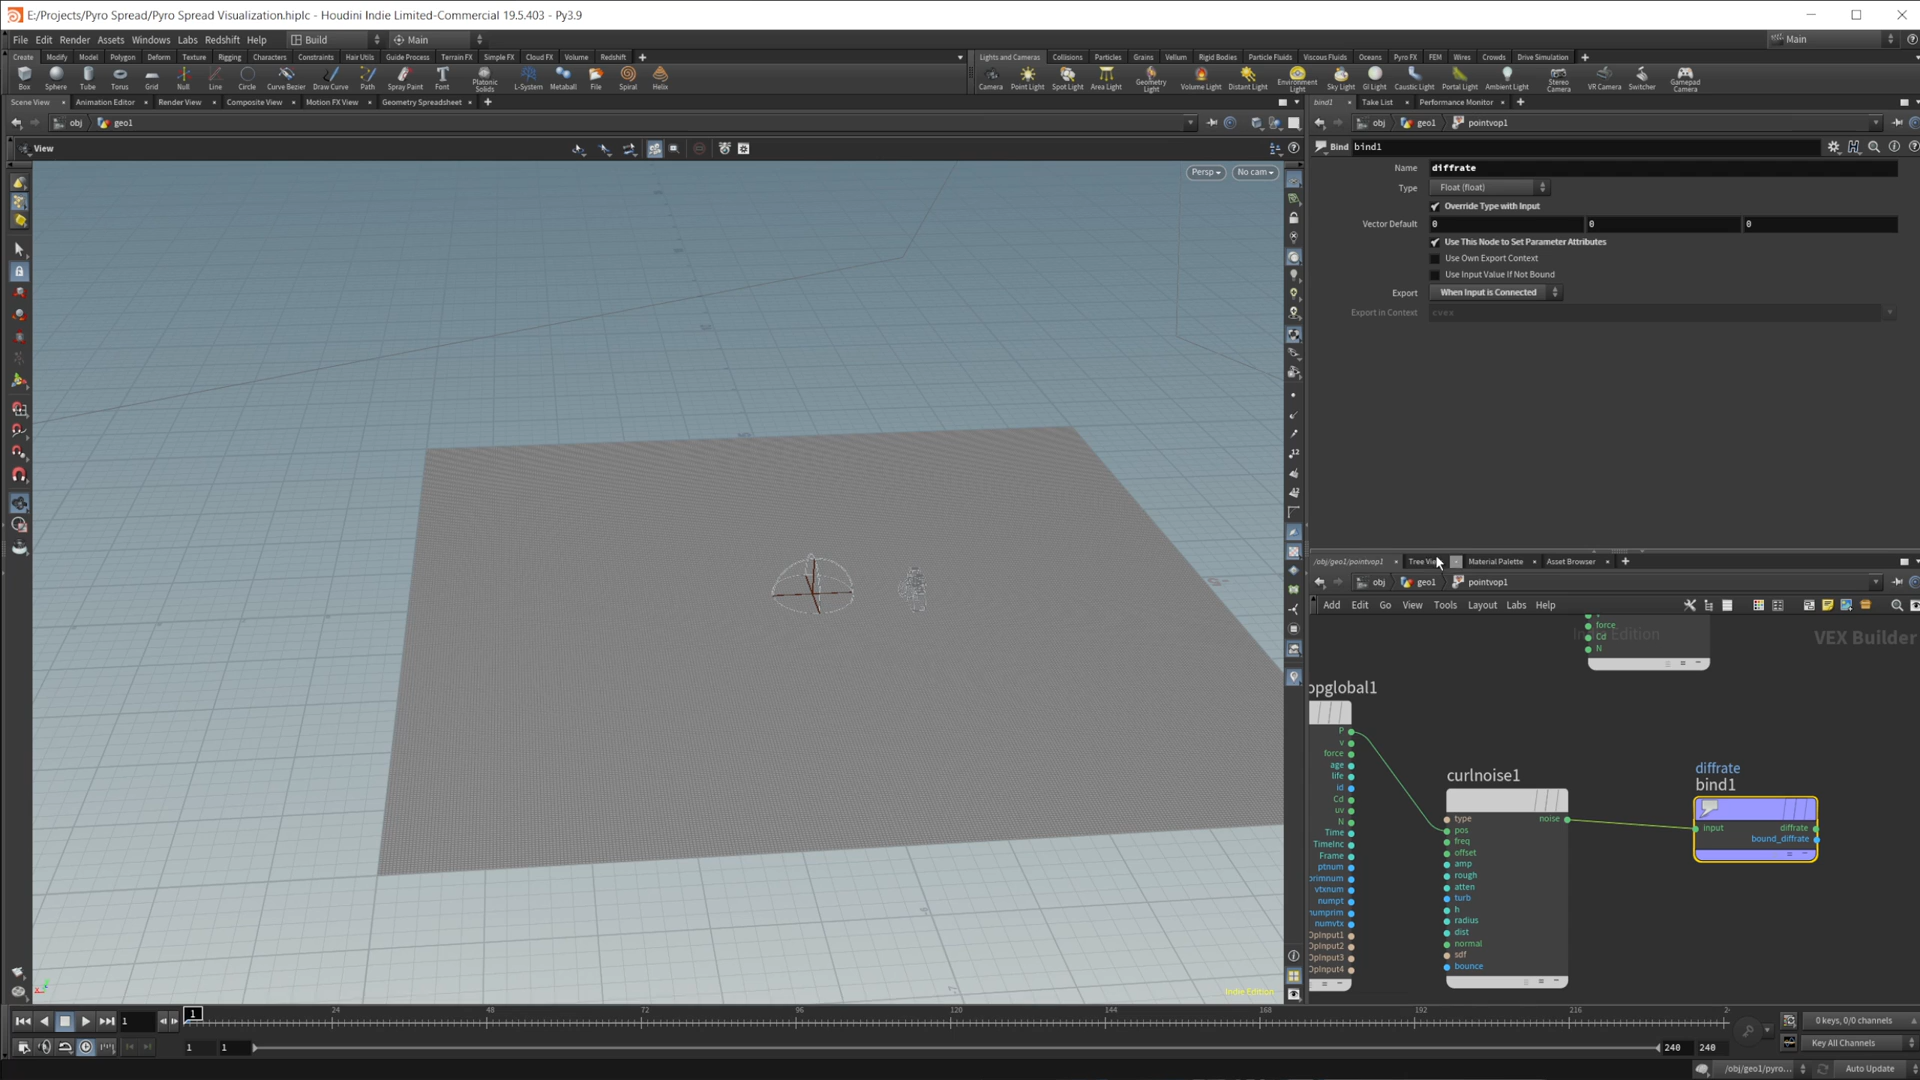 E:/Projects/Pyro Spread/Pyro Spread Visualization.hiplc - Houdini Indie Limited-Commercial 19.5.403 - Py3.9
File Edit Render Assets Windows Labs Redshift Help Build Main Main
Create Modify Model Polygon Deform Texture Rigging Characters Constraints Hair Utils Guide Process Terrain FX Simple FX Cloud FX Volume Redshift
Lights and Cameras Collisions Particles Grains Vellum Rigid Bodies Particle Fluids Viscous Fluids Oceans Pyro FX FEM Wires Crowds Drive Simulation
Box Sphere Tube Torus Grid Null Line Circle Curve Bezier Draw Curve Path Spray Paint Font Platonic Solids L-System Metaball File Spiral Helix
Camera Point Light Spot Light Area Light Geometry Light Volume Light Distant Light Environment Light Sky Light GI Light Caustic Light Portal Light Ambient Light Stereo Camera VR Camera Switcher Gamepad Camera
Scene View Animation Editor Render View Composite View Motion FX View Geometry Spreadsheet
bind1 Take List Performance Monitor
obj geo1
obj geo1 pointvop1
View
Persp No cam
Bind bind1
Name diffrate
Type Float (float)
Override Type with Input
Vector Default 0 0 0
Use This Node to Set Parameter Attributes
Use Own Export Context
Use Input Value If Not Bound
Export When Input is Connected
Export in Context cvex
/obj/geo1/pointvop1 Tree Vie Material Palette Asset Browser
obj geo1 pointvop1
Add Edit Go View Tools Layout Labs Help
force
Cd
N
VEX Builder
opglobal1
P
v
force
age
life
id
Cd
uv
N
Time
TimeInc
Frame
ptnum
primnum
vtxnum
numpt
numprim
numvtx
OpInput1
OpInput2
OpInput3
OpInput4
curlnoise1
type noise
pos
freq
offset
amp
rough
atten
turb
h
radius
dist
normal
sdf
bounce
diffrate
bind1
input diffrate
bound_diffrate
Indie Edition
1 1 24 48 72 96 120 144 168 192 216
0 keys, 0/0 channels
1 1 240 240
Key All Channels
/obj/geo1/pyro... Auto Update